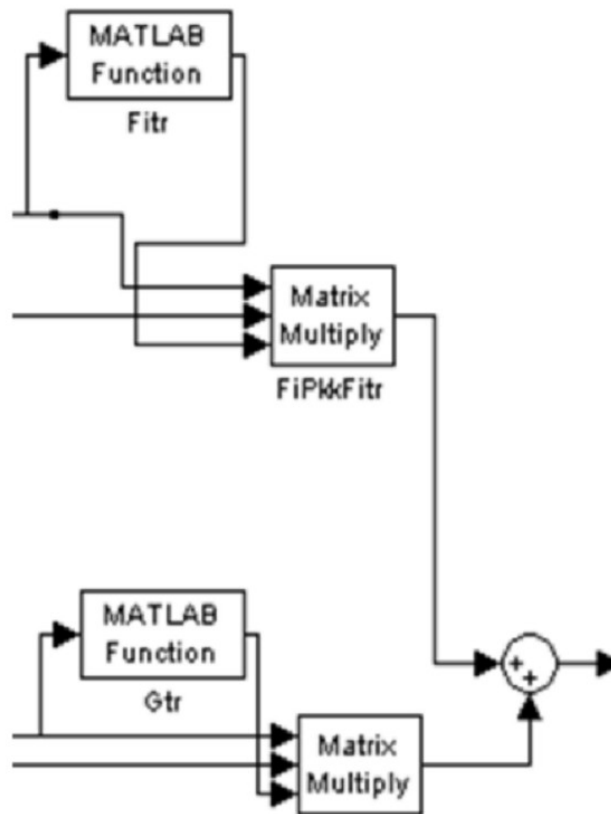 MATLAB
Function
Fitr
Matrix
Multiply
FiPkkFitr
MATLAB
Function
Gtr
Matrix
Multiply
+
+